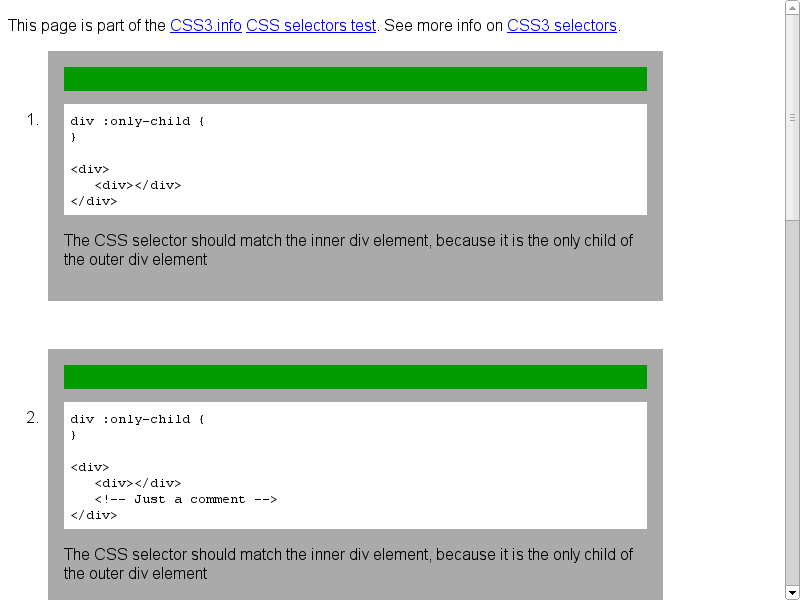 This page is part of the CSS3.info CSS selectors test. See more info on CSS3 selectors.
1.
div :only-child {
}
<div>
<div></div>
</div>
The CSS selector should match the inner div element, because it is the only child of
the outer div element
2.
div :only-child {
}
<div>
<div></div>
<!-- Just a comment -->
</div>
The CSS selector should match the inner div element, because it is the only child of
the outer div element